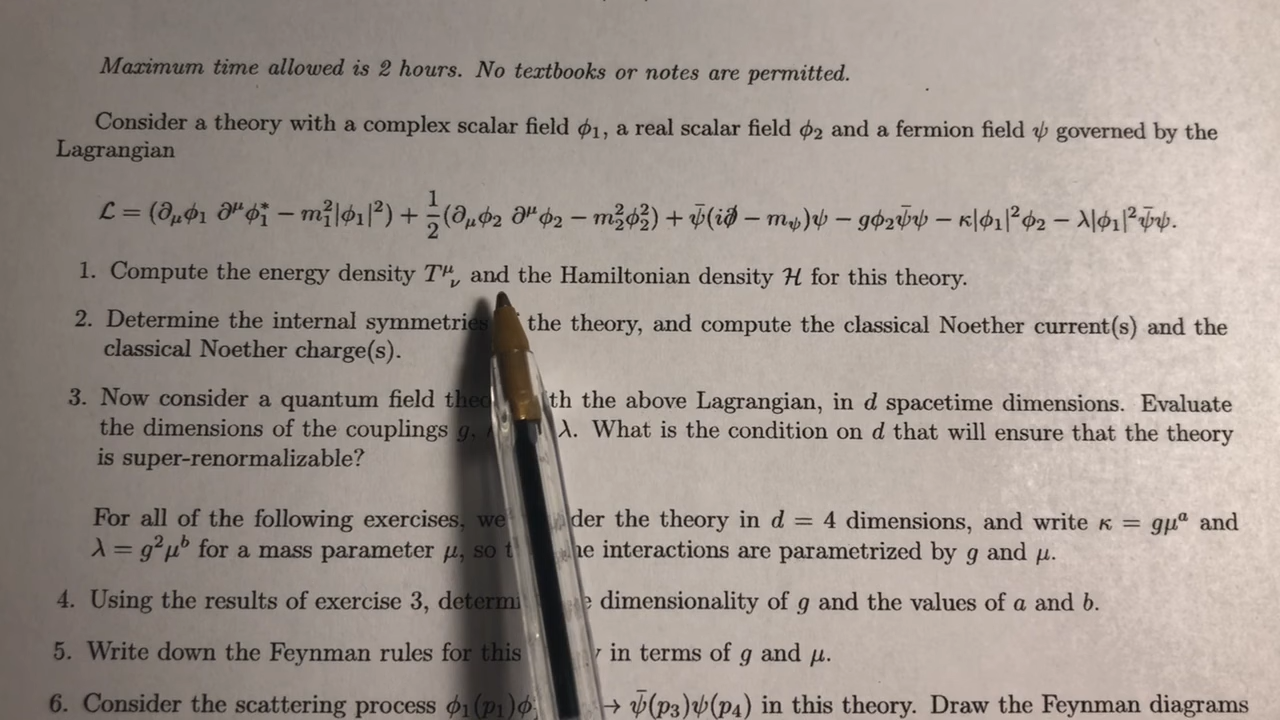 Maximum time allowed is 2 hours. No textbooks or notes are permitted.
Consider a theory with a complex scalar field ϕ₁, a real scalar field ϕ₂ and a fermion field ψ governed by the
Lagrangian
ℒ = (∂_μϕ₁ ∂^μϕ₁* − m₁²|ϕ₁|²) + 1/2(∂_μϕ₂ ∂^μϕ₂ − m₂²ϕ₂²) + ψ̄(i∂̸ − m_ψ)ψ − gϕ₂ψ̄ψ − κ|ϕ₁|²ϕ₂ − λ|ϕ₁|²ψ̄ψ.
1. Compute the energy density T^μ_ν and the Hamiltonian density ℋ for this theory.
2. Determine the internal symmetries the theory, and compute the classical Noether current(s) and the
classical Noether charge(s).
3. Now consider a quantum field the above Lagrangian, in d spacetime dimensions. Evaluate
the dimensions of the couplings g, λ. What is the condition on d that will ensure that the theory
is super-renormalizable?
For all of the following exercises, we the theory in d = 4 dimensions, and write κ = gμ^a and
λ = g²μ^b for a mass parameter μ, so interactions are parametrized by g and μ.
4. Using the results of exercise 3, dimensionality of g and the values of a and b.
5. Write down the Feynman rules for this in terms of g and μ.
6. Consider the scattering process ϕ₁(p₁)ϕ → ψ̄(p₃)ψ(p₄) in this theory. Draw the Feynman diagrams